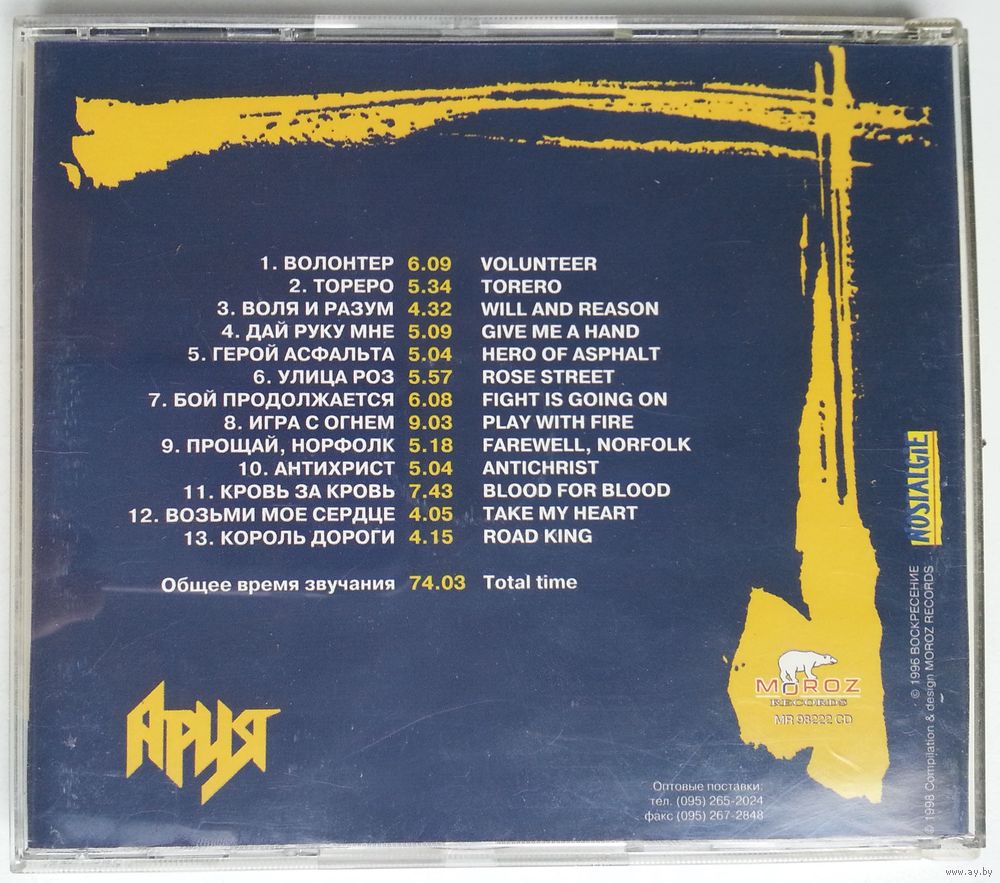 1. ВОЛОНТЕР 6.09 VOLUNTEER
2. ТОРЕРО 5.34 TORERO
3. ВОЛЯ И РАЗУМ 4.32 WILL AND REASON
4. ДАЙ РУКУ МНЕ 5.09 GIVE ME A HAND
5. ГЕРОЙ АСФАЛЬТА 5.04 HERO OF ASPHALT
6. УЛИЦА РОЗ 5.57 ROSE STREET
7. БОЙ ПРОДОЛЖАЕТСЯ 6.08 FIGHT IS GOING ON
8. ИГРА С ОГНЕМ 9.03 PLAY WITH FIRE
9. ПРОЩАЙ, НОРФОЛК 5.18 FAREWELL, NORFOLK
10. АНТИХРИСТ 5.04 ANTICHRIST
11. КРОВЬ ЗА КРОВЬ 7.43 BLOOD FOR BLOOD
12. ВОЗЬМИ МОЕ СЕРДЦЕ 4.05 TAKE MY HEART
13. КОРОЛЬ ДОРОГИ 4.15 ROAD KING
Общее время звучания 74.03 Total time
NOSTALGIE
© 1996 ВОСКРЕСЕНИЕ
© 1998 Compilation & design MOROZ RECORDS
MOROZ
RECORDS
MR 98222 CD
Ария
Оптовые поставки:
тел. (095) 265-2024
факс (095) 267-2848
www.ay.by